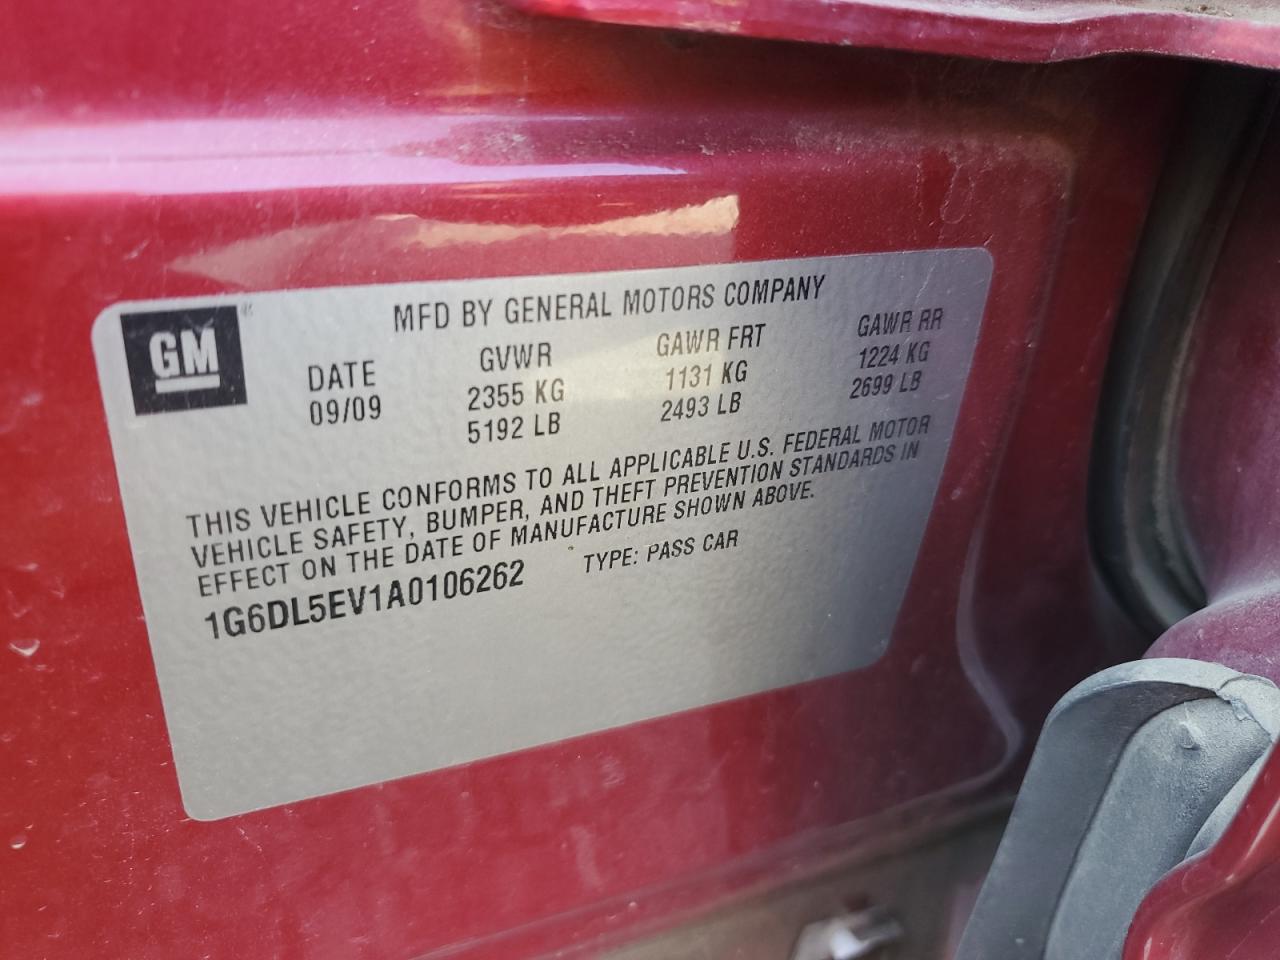 GM
MFD BY GENERAL MOTORS COMPANY
DATE GVWR GAWR FRT GAWR RR
09/09 2355 KG 1131 KG 1224 KG
5192 LB 2493 LB 2699 LB
THIS VEHICLE CONFORMS TO ALL APPLICABLE U.S. FEDERAL MOTOR
VEHICLE SAFETY, BUMPER, AND THEFT PREVENTION STANDARDS IN
EFFECT ON THE DATE OF MANUFACTURE SHOWN ABOVE.
1G6DL5EV1A0106262 TYPE: PASS CAR